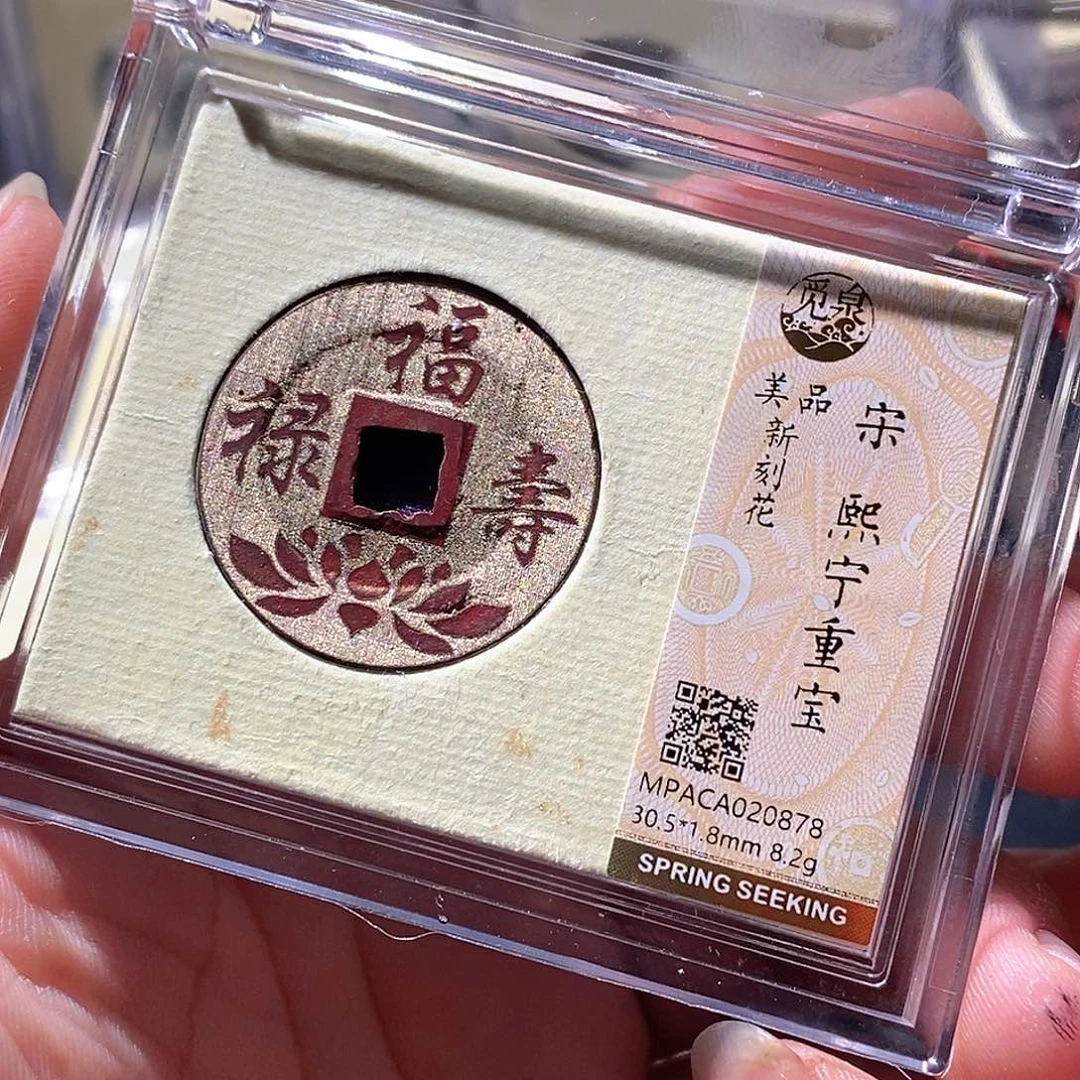 福
禄
壽
觅泉
宋 熙宁重宝
美品
新刻花
MPACA020878
30.5*1.8mm 8.2g
SPRING SEEKING